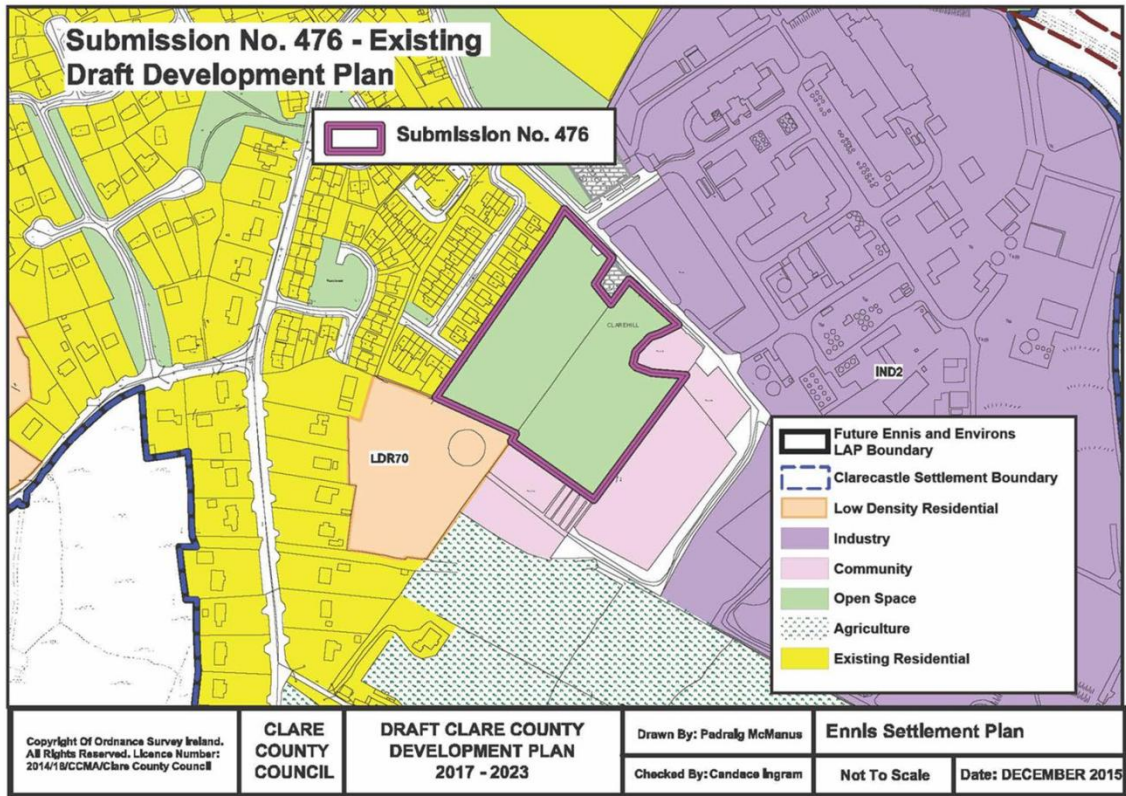 Submission No. 476 - Existing
Draft Development Plan
Submission No. 476
CLAREHILL
IND2
LDR70
Future Ennis and Environs
LAP Boundary
Clarecastle Settlement Boundary
Low Density Residential
Industry
Community
Open Space
Agriculture
Existing Residential
Copyright Of Ordnance Survey Ireland.
All Rights Reserved. Licence Number:
2014/18/CCMA/Clare County Council
CLARE
COUNTY
COUNCIL
DRAFT CLARE COUNTY
DEVELOPMENT PLAN
2017 - 2023
Drawn By: Padraig McManus
Checked By: Candace Ingram
Ennis Settlement Plan
Not To Scale
Date: DECEMBER 2015